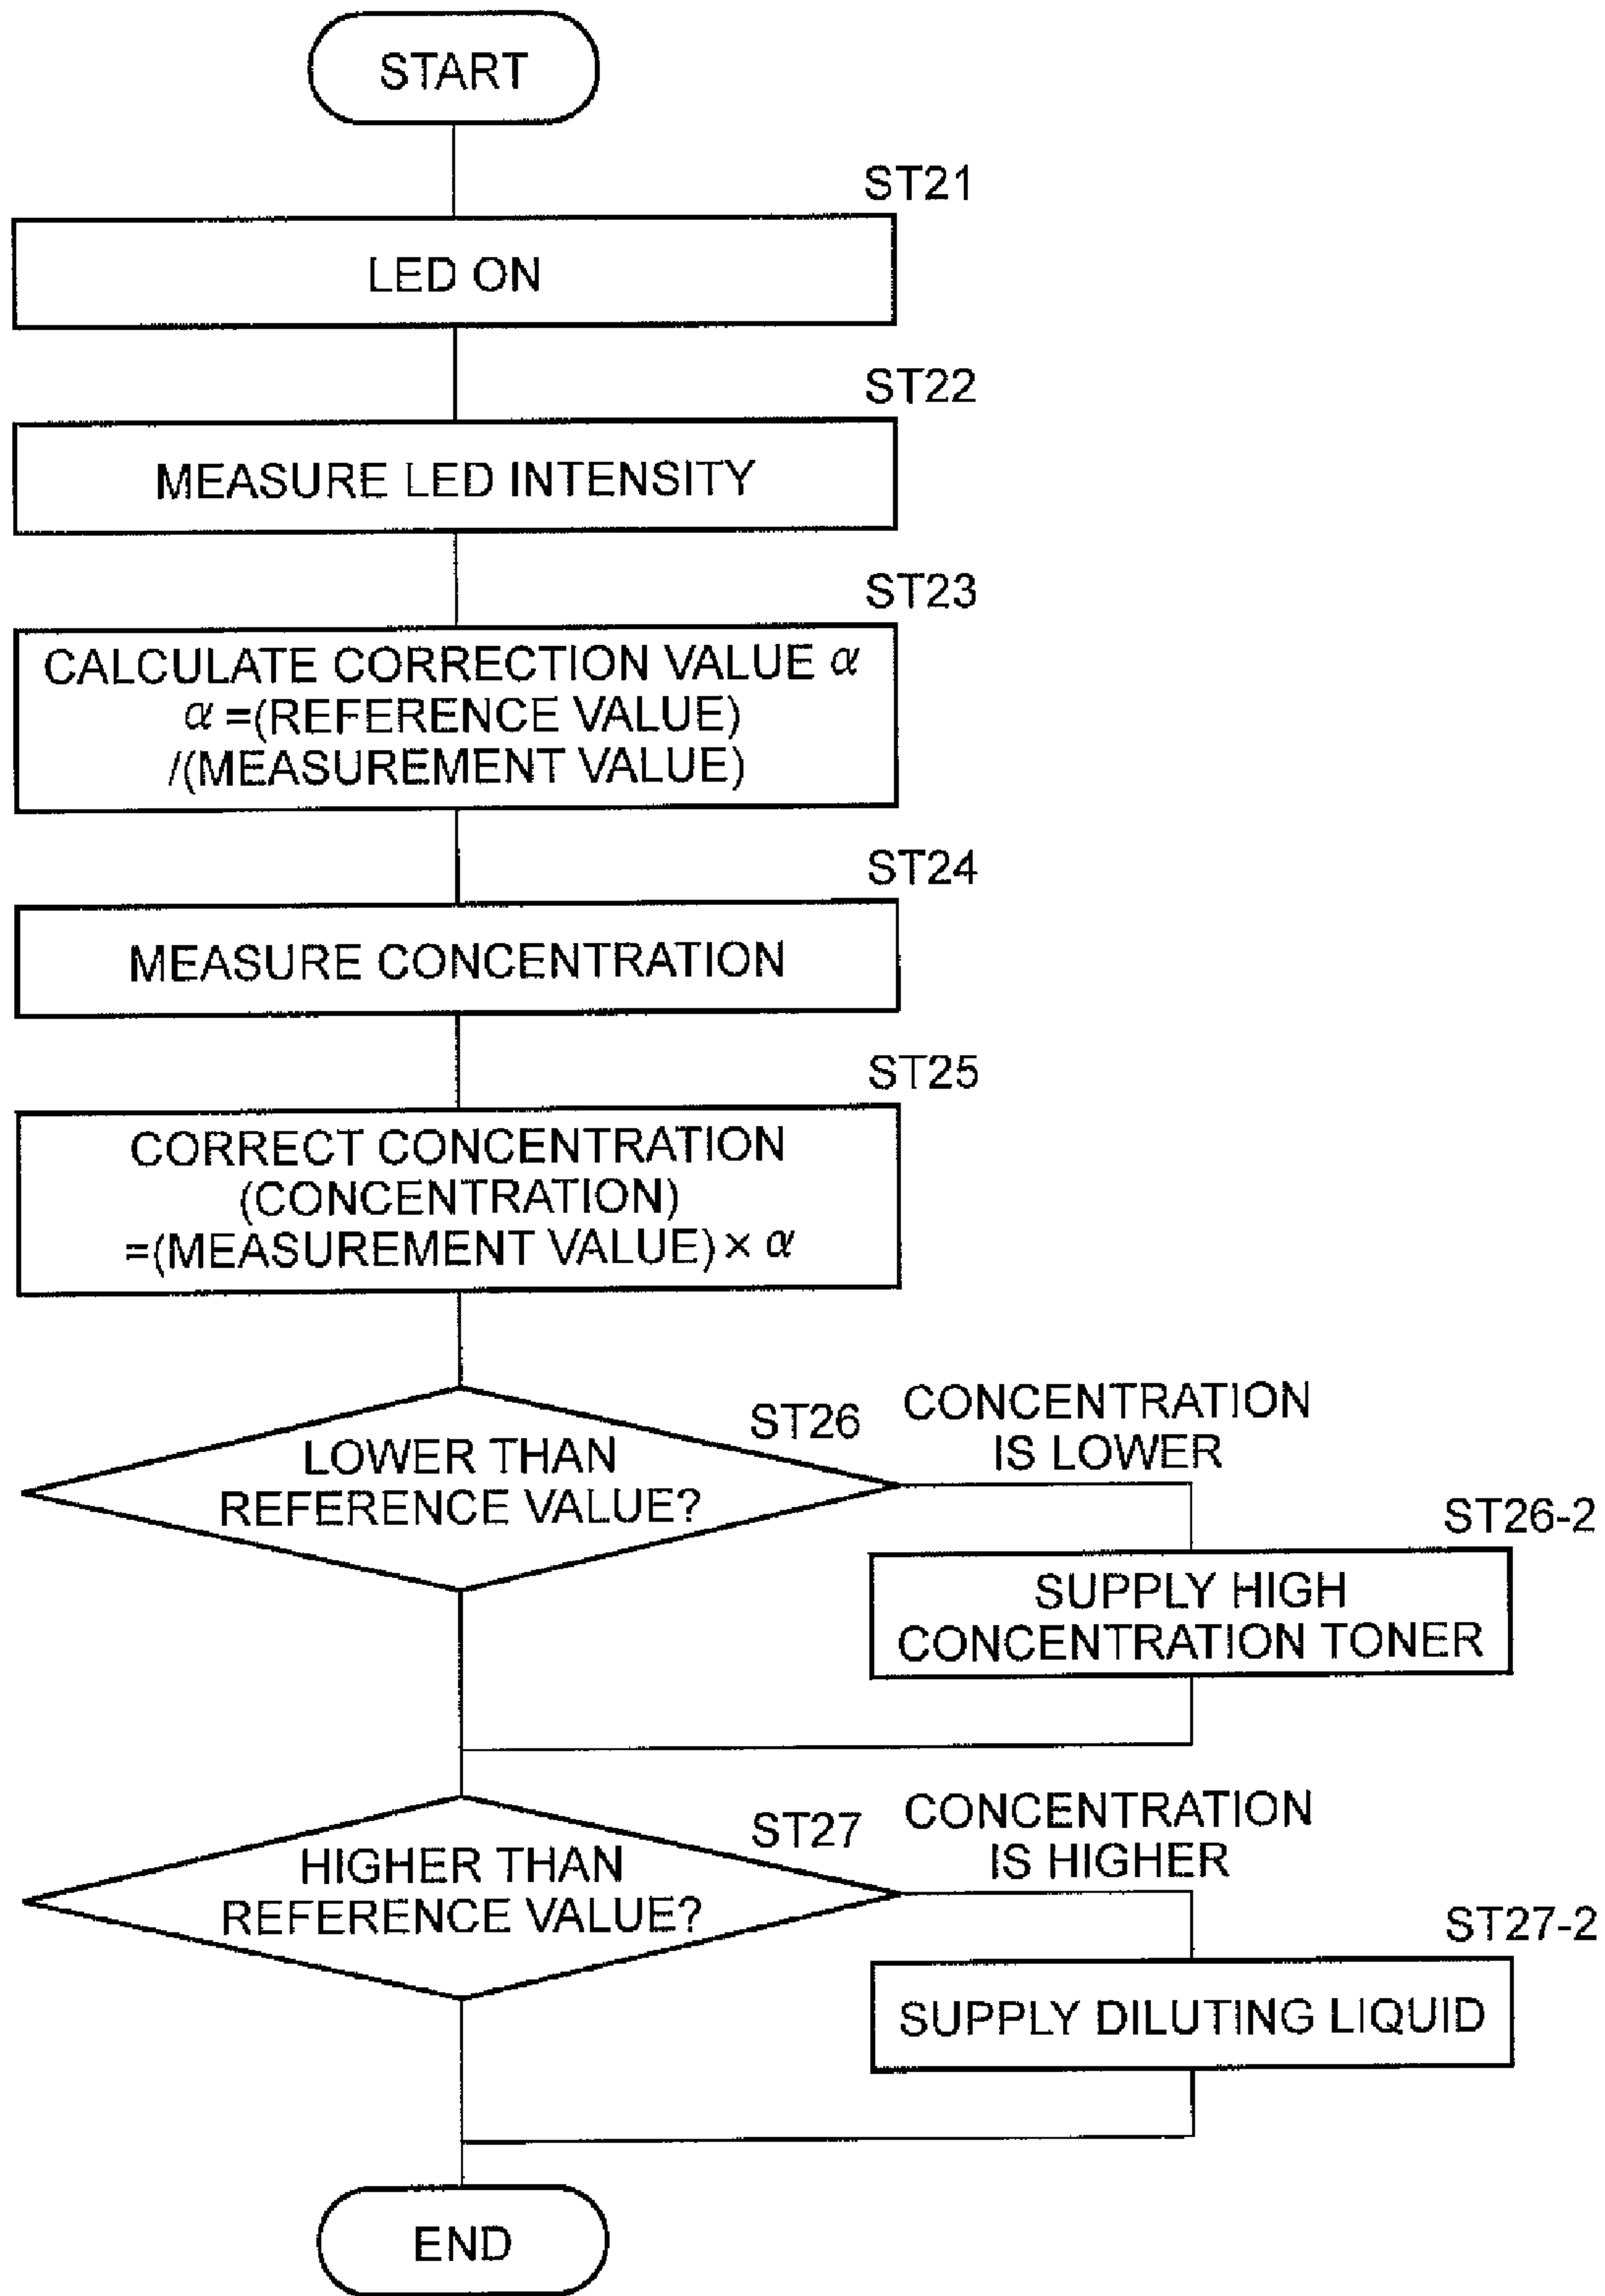 START
ST21
LED ON
ST22
MEASURE LED INTENSITY
ST23
CALCULATE CORRECTION VALUE α
α =(REFERENCE VALUE)
/(MEASUREMENT VALUE)
ST24
MEASURE CONCENTRATION
ST25
CORRECT CONCENTRATION
(CONCENTRATION)
=(MEASUREMENT VALUE) × α
ST26
LOWER THAN
REFERENCE VALUE?
CONCENTRATION
IS LOWER
ST26-2
SUPPLY HIGH
CONCENTRATION TONER
ST27
HIGHER THAN
REFERENCE VALUE?
CONCENTRATION
IS HIGHER
ST27-2
SUPPLY DILUTING LIQUID
END